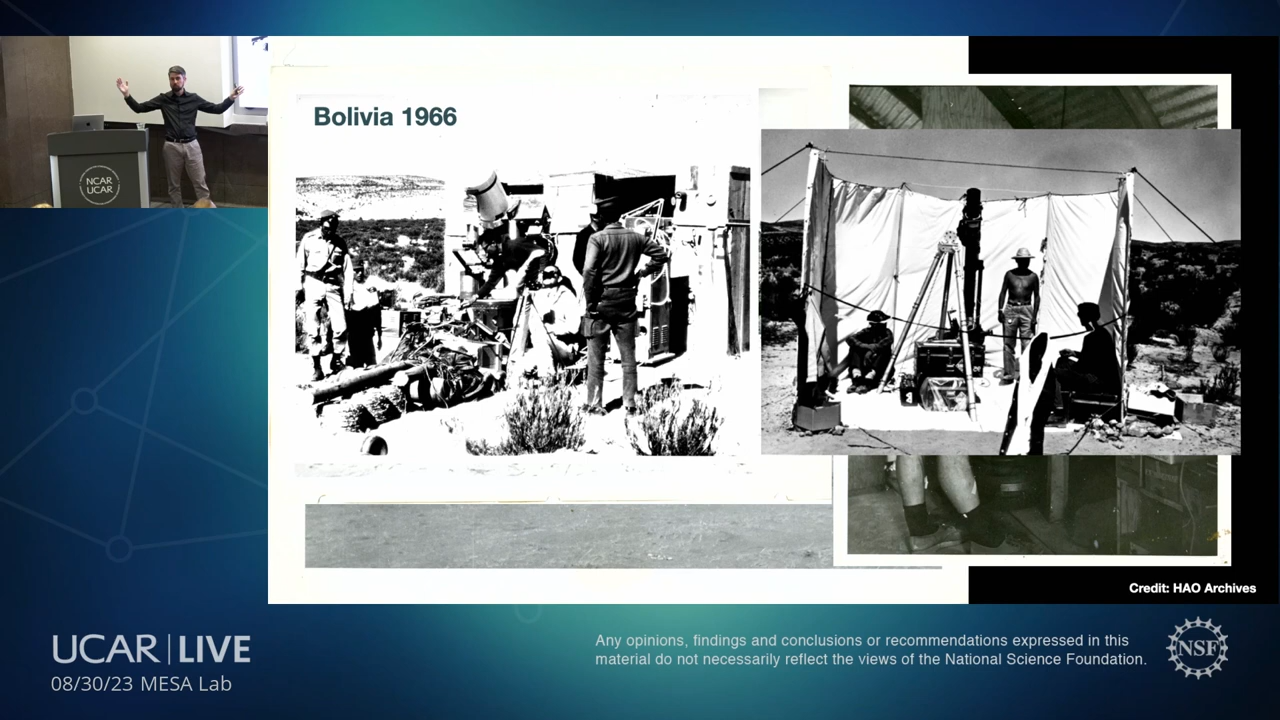 Bolivia 1966
NCAR
UCAR
Credit: HAO Archives
UCAR | LIVE
08/30/23 MESA Lab
Any opinions, findings and conclusions or recommendations expressed in this
material do not necessarily reflect the views of the National Science Foundation.
NSF